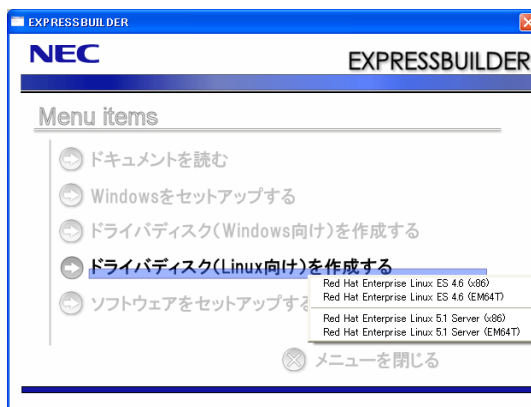 EXPRESSBUILDER
NEC
EXPRESSBUILDER
Menu items
ドキュメントを読む
Windowsをセットアップする
ドライバディスク(Windows向け)を作成する
ドライバディスク(Linux向け)を作成する
ソフトウェアをセットアップする
Red Hat Enterprise Linux ES 4.6 (x86)
Red Hat Enterprise Linux ES 4.6 (EM64T)
Red Hat Enterprise Linux 5.1 Server (x86)
Red Hat Enterprise Linux 5.1 Server (EM64T)
メニューを閉じる